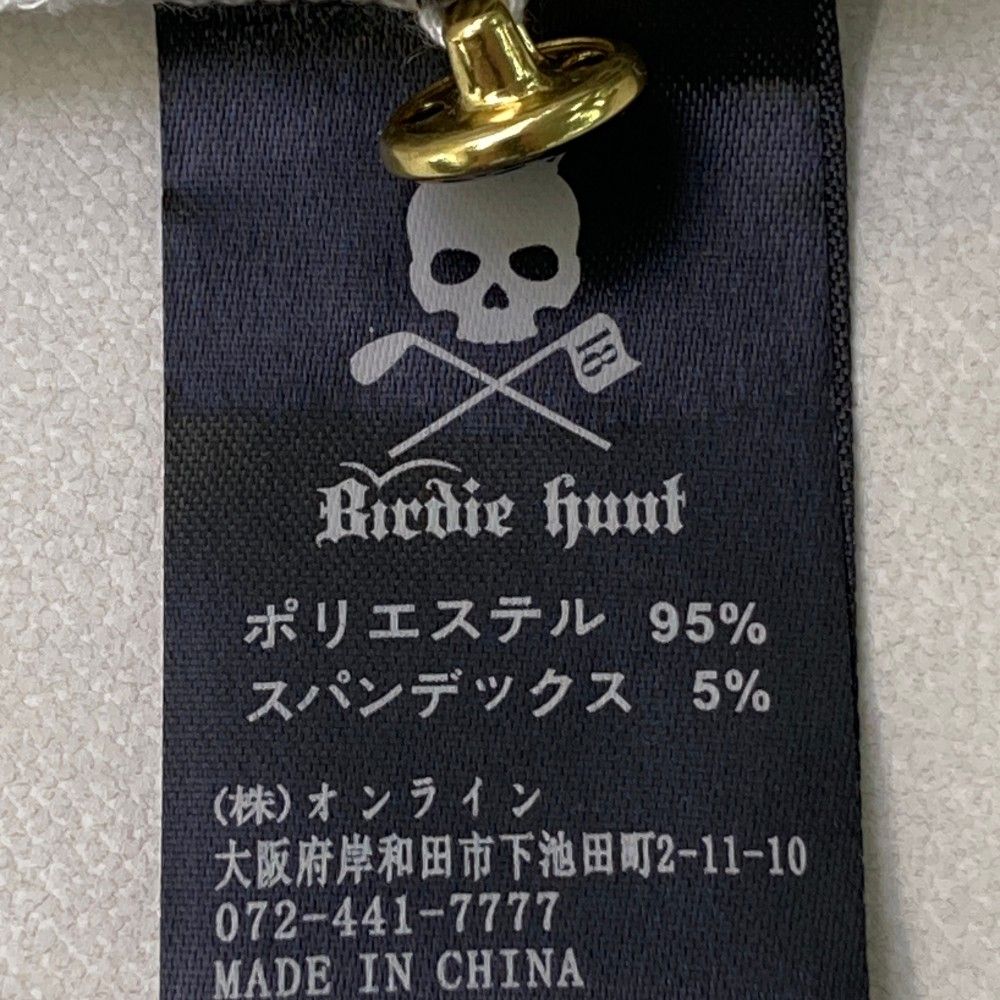 18
Birdie hunt
ポリエステル 95%
スパンデックス 5%
(株)オンライン
大阪府岸和田市下池田町2-11-10
072-441-7777
MADE IN CHINA